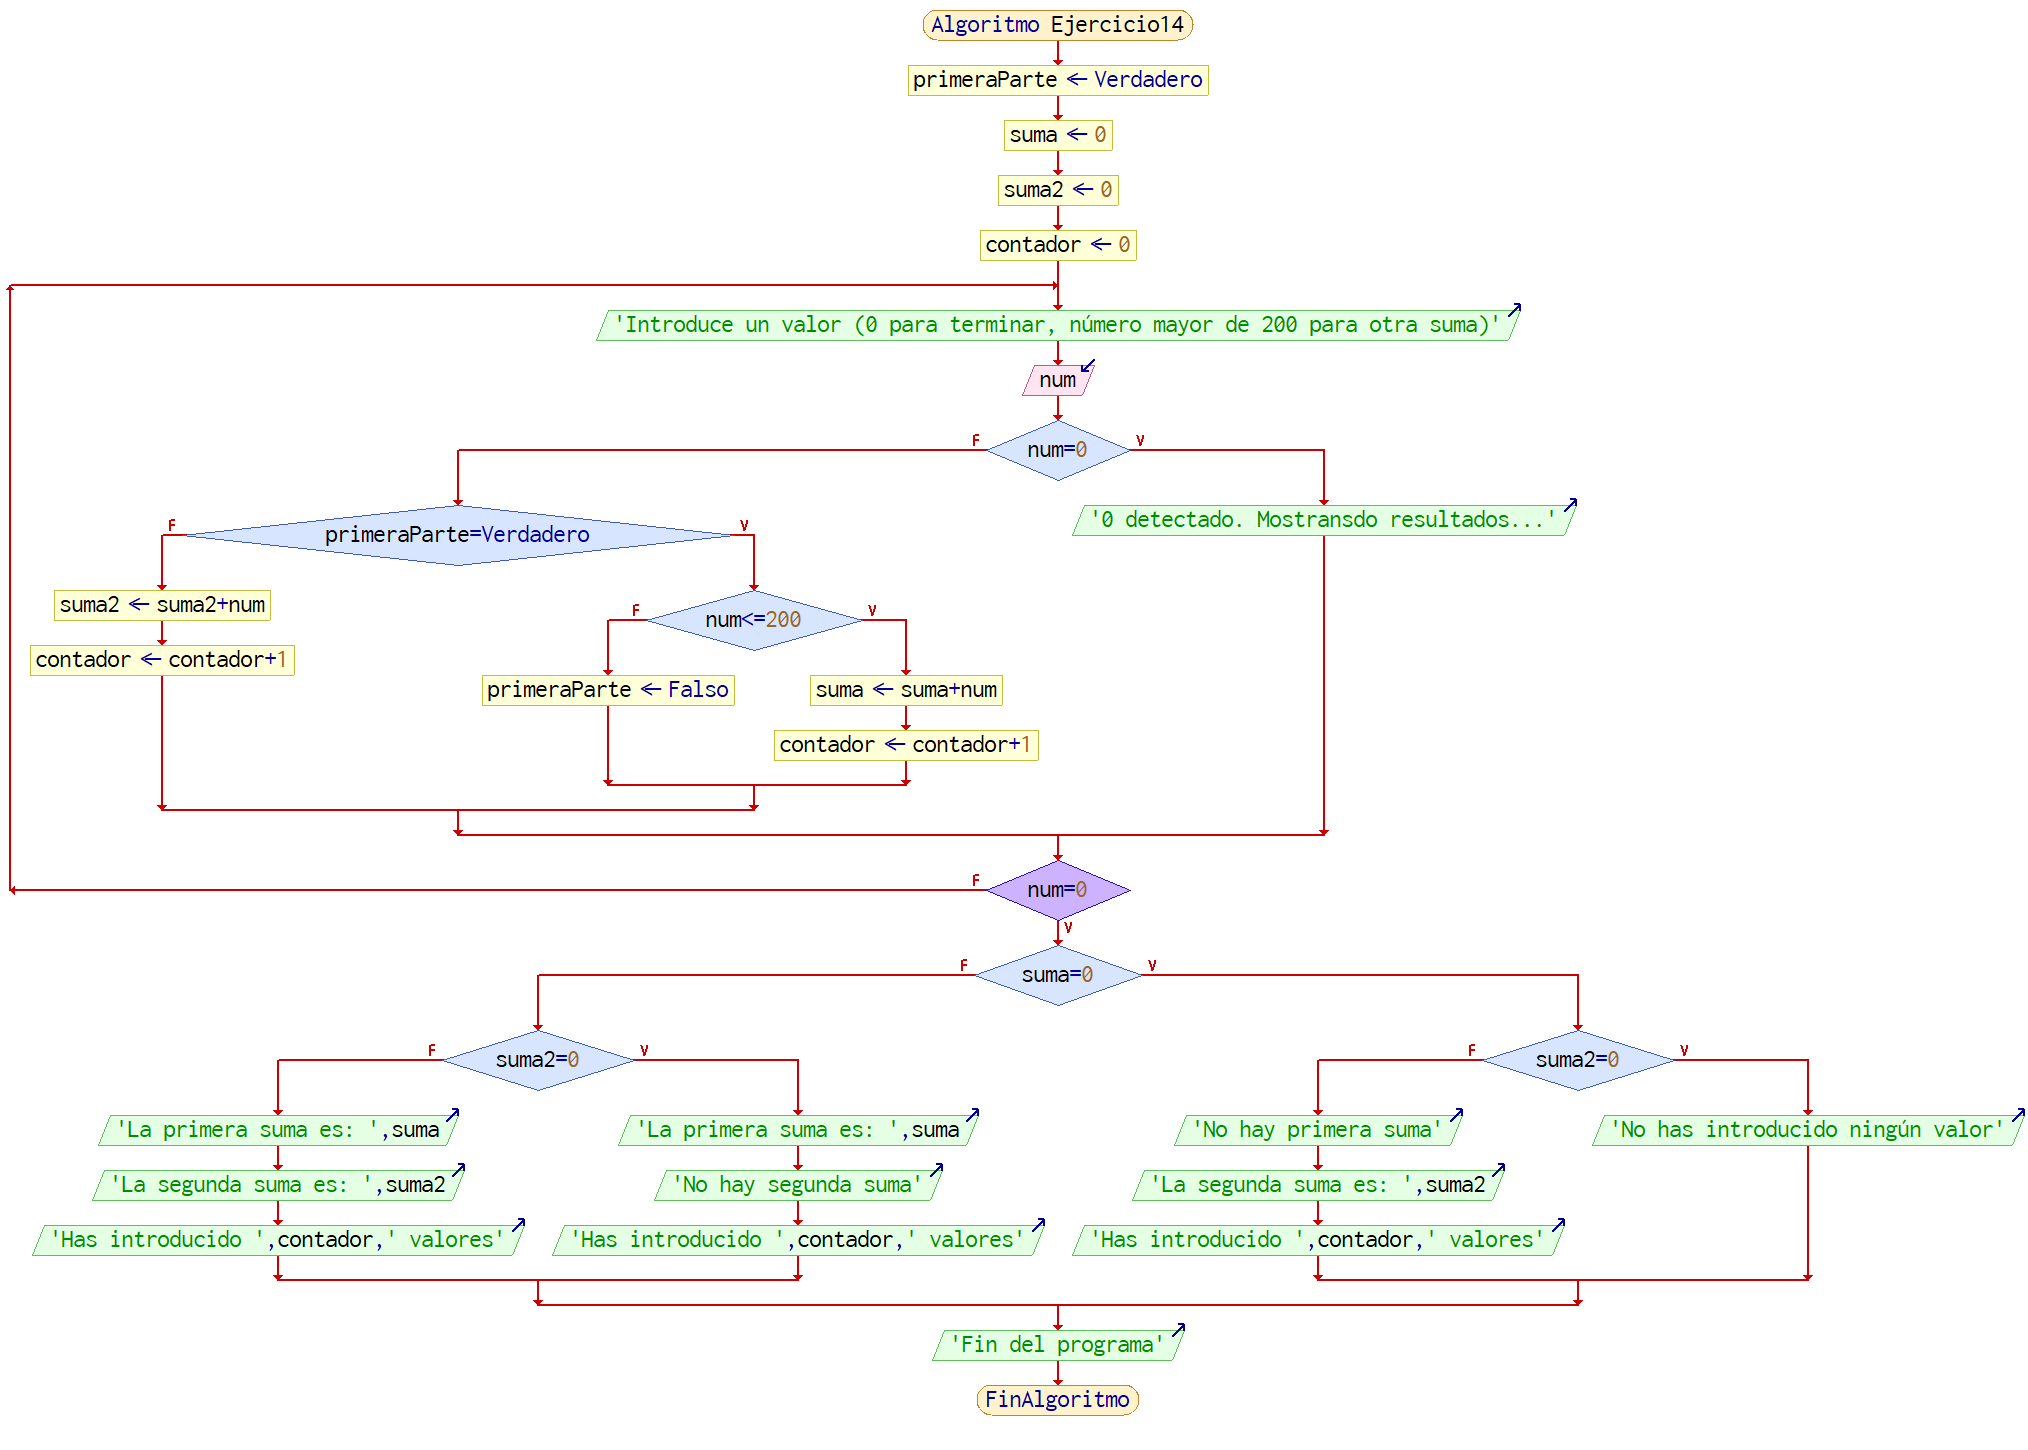 Algoritmo Ejercicio14
primeraParte ← Verdadero
suma ← 0
suma2 ← 0
contador ← 0
'Introduce un valor (0 para terminar, número mayor de 200 para otra suma)'
num
F num=0 V
F primeraParte=Verdadero V
'0 detectado. Mostransdo resultados...'
suma2 ← suma2+num
contador ← contador+1
F num<=200 V
primeraParte ← Falso
suma ← suma+num
contador ← contador+1
F num=0
V
F suma=0 V
F suma2=0 V
'La primera suma es: ',suma
'La segunda suma es: ',suma2
'Has introducido ',contador,' valores'
'La primera suma es: ',suma
'No hay segunda suma'
'Has introducido ',contador,' valores'
F suma2=0 V
'No hay primera suma'
'La segunda suma es: ',suma2
'Has introducido ',contador,' valores'
'No has introducido ningún valor'
'Fin del programa'
FinAlgoritmo